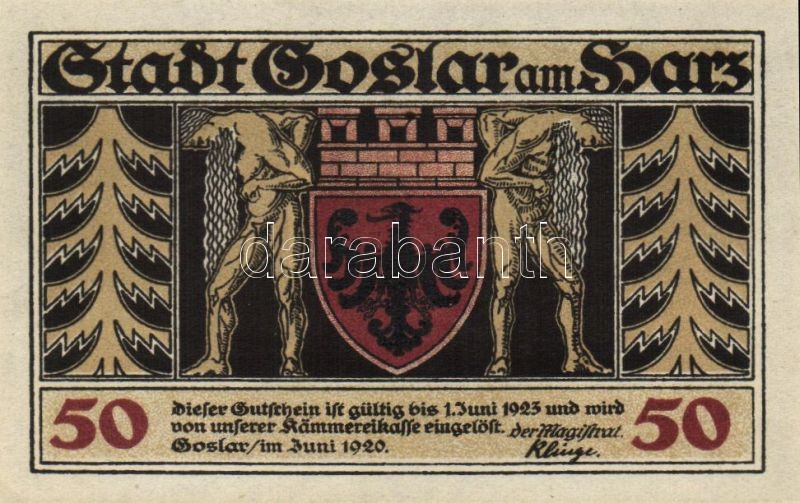 Stadt Goslar am Harz
darabanth
50
Dieser Gutschein ist gültig bis 1. Juni 1923 und wird
von unserer Kämmereikasse eingelöst. der Magistrat.
Goslar/im Juni 1920. Klinge.
50